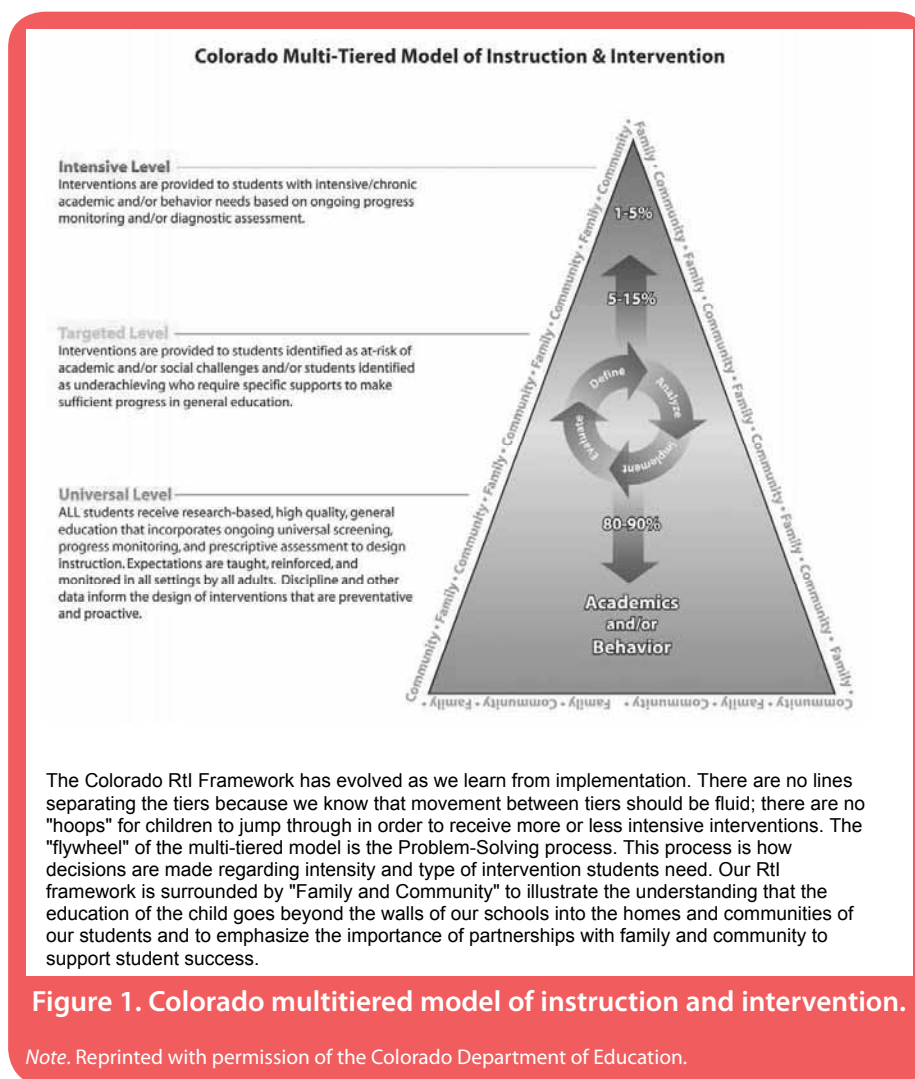 Colorado Multi-Tiered Model of Instruction & Intervention
Intensive Level
Interventions are provided to students with intensive/chronic
academic and/or behavior needs based on ongoing progress
monitoring and/or diagnostic assessment.
Targeted Level
Interventions are provided to students identified as at-risk of
academic and/or social challenges and/or students identified
as underachieving who require specific supports to make
sufficient progress in general education.
Universal Level
ALL students receive research-based, high quality, general
education that incorporates ongoing universal screening,
progress monitoring, and prescriptive assessment to design
instruction. Expectations are taught, reinforced, and
monitored in all settings by all adults. Discipline and other
data inform the design of interventions that are preventative
and proactive.
Community • Family • Community • Family • Community • Family • Community • Family • Community •
Family • Community • Family • Community • Family • Community • Family • Community • Family •
Community • Family • Community • Family • Community • Family •
1-5%
5-15%
Define
Analyze
Implement
Evaluate
80-90%
Academics
and/or
Behavior
The Colorado RtI Framework has evolved as we learn from implementation. There are no lines
separating the tiers because we know that movement between tiers should be fluid; there are no
"hoops" for children to jump through in order to receive more or less intensive interventions. The
"flywheel" of the multi-tiered model is the Problem-Solving process. This process is how
decisions are made regarding intensity and type of intervention students need. Our RtI
framework is surrounded by "Family and Community" to illustrate the understanding that the
education of the child goes beyond the walls of our schools into the homes and communities of
our students and to emphasize the importance of partnerships with family and community to
support student success.
Figure 1. Colorado multitiered model of instruction and intervention.
Note. Reprinted with permission of the Colorado Department of Education.